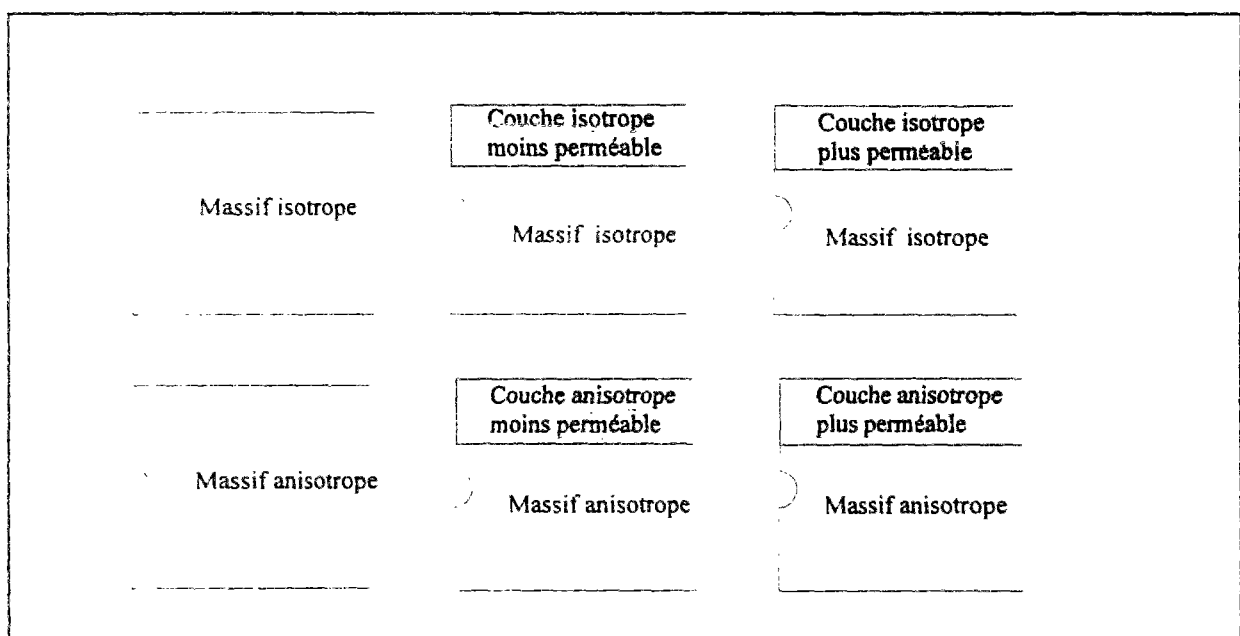 Couche isotrope
moins perméable
Couche isotrope
plus perméable
Massif isotrope
Massif isotrope
Massif isotrope
Couche anisotrope
moins perméable
Couche anisotrope
plus perméable
Massif anisotrope
Massif anisotrope
Massif anisotrope